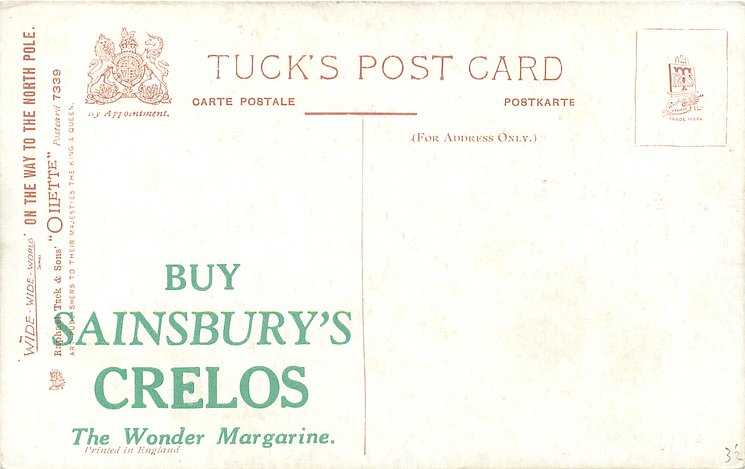 TUCK'S POST CARD
CARTE POSTALE
POSTKARTE
By Appointment.
(FOR ADDRESS ONLY.)
TRADE MARK
"WIDE-WIDE-WORLD" SERIES ON THE WAY TO THE NORTH POLE.
Raphael Tuck & Sons' "OILETTE" Postcard 7339
ART PUBLISHERS TO THEIR MAJESTIES THE KING & QUEEN.
BUY
SAINSBURY'S
CRELOS
The Wonder Margarine.
Printed in England